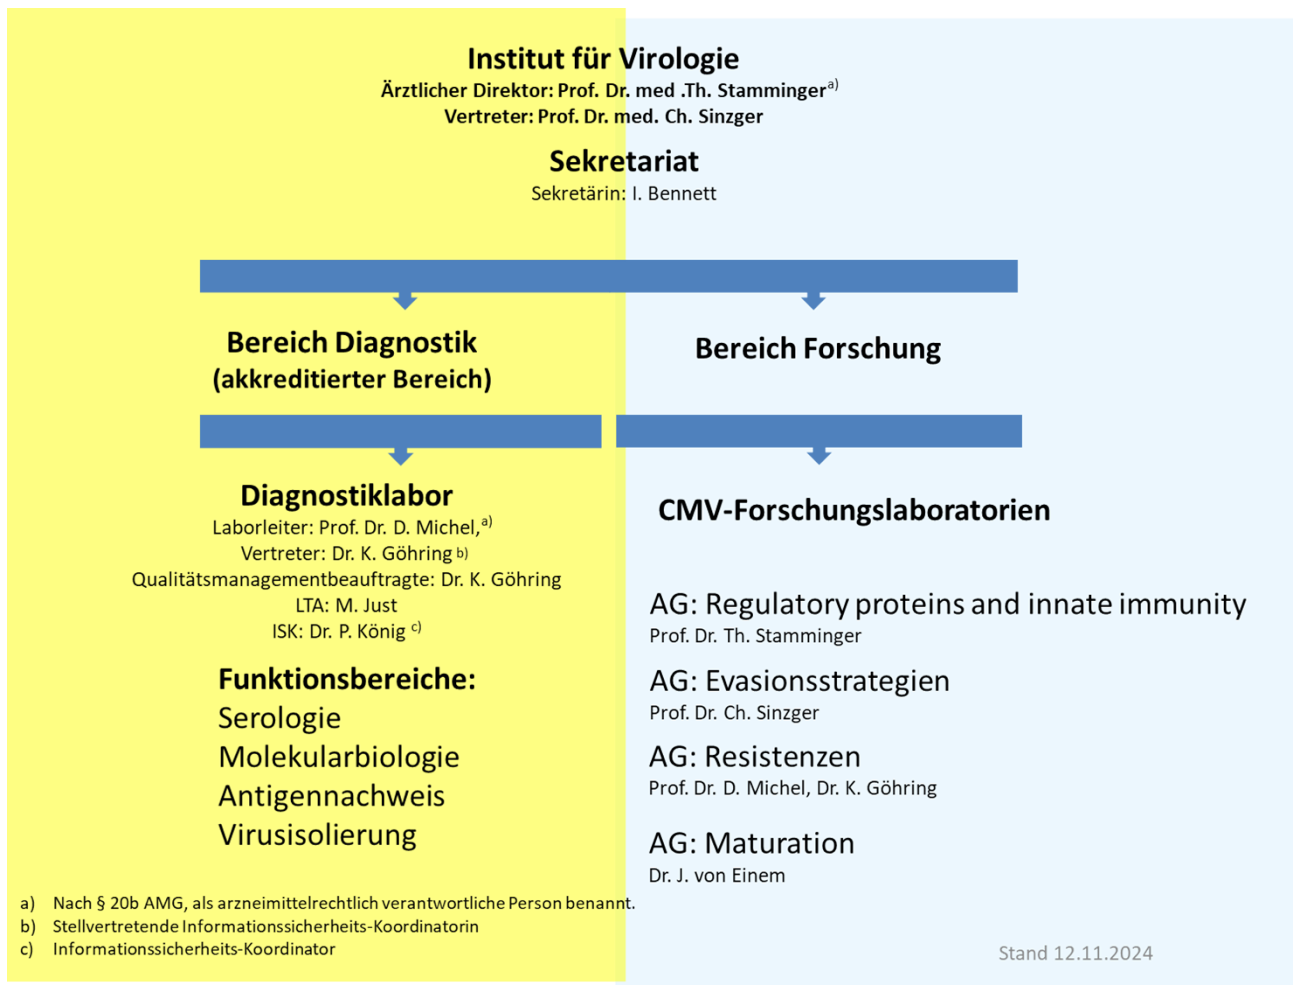 Institut für Virologie
Ärztlicher Direktor: Prof. Dr. med .Th. Stamminger a)
Vertreter: Prof. Dr. med. Ch. Sinzger
Sekretariat
Sekretärin: I. Bennett
Bereich Diagnostik
(akkreditierter Bereich)
Diagnostiklabor
Laborleiter: Prof. Dr. D. Michel, a)
Vertreter: Dr. K. Göhring b)
Qualitätsmanagementbeauftragte: Dr. K. Göhring
LTA: M. Just
ISK: Dr. P. König c)
Funktionsbereiche:
Serologie
Molekularbiologie
Antigennachweis
Virusisolierung
Bereich Forschung
CMV-Forschungslaboratorien
AG: Regulatory proteins and innate immunity
Prof. Dr. Th. Stamminger
AG: Evasionsstrategien
Prof. Dr. Ch. Sinzger
AG: Resistenzen
Prof. Dr. D. Michel, Dr. K. Göhring
AG: Maturation
Dr. J. von Einem
a) Nach § 20b AMG, als arzneimittelrechtlich verantwortliche Person benannt.
b) Stellvertretende Informationssicherheits-Koordinatorin
c) Informationssicherheits-Koordinator
Stand 12.11.2024